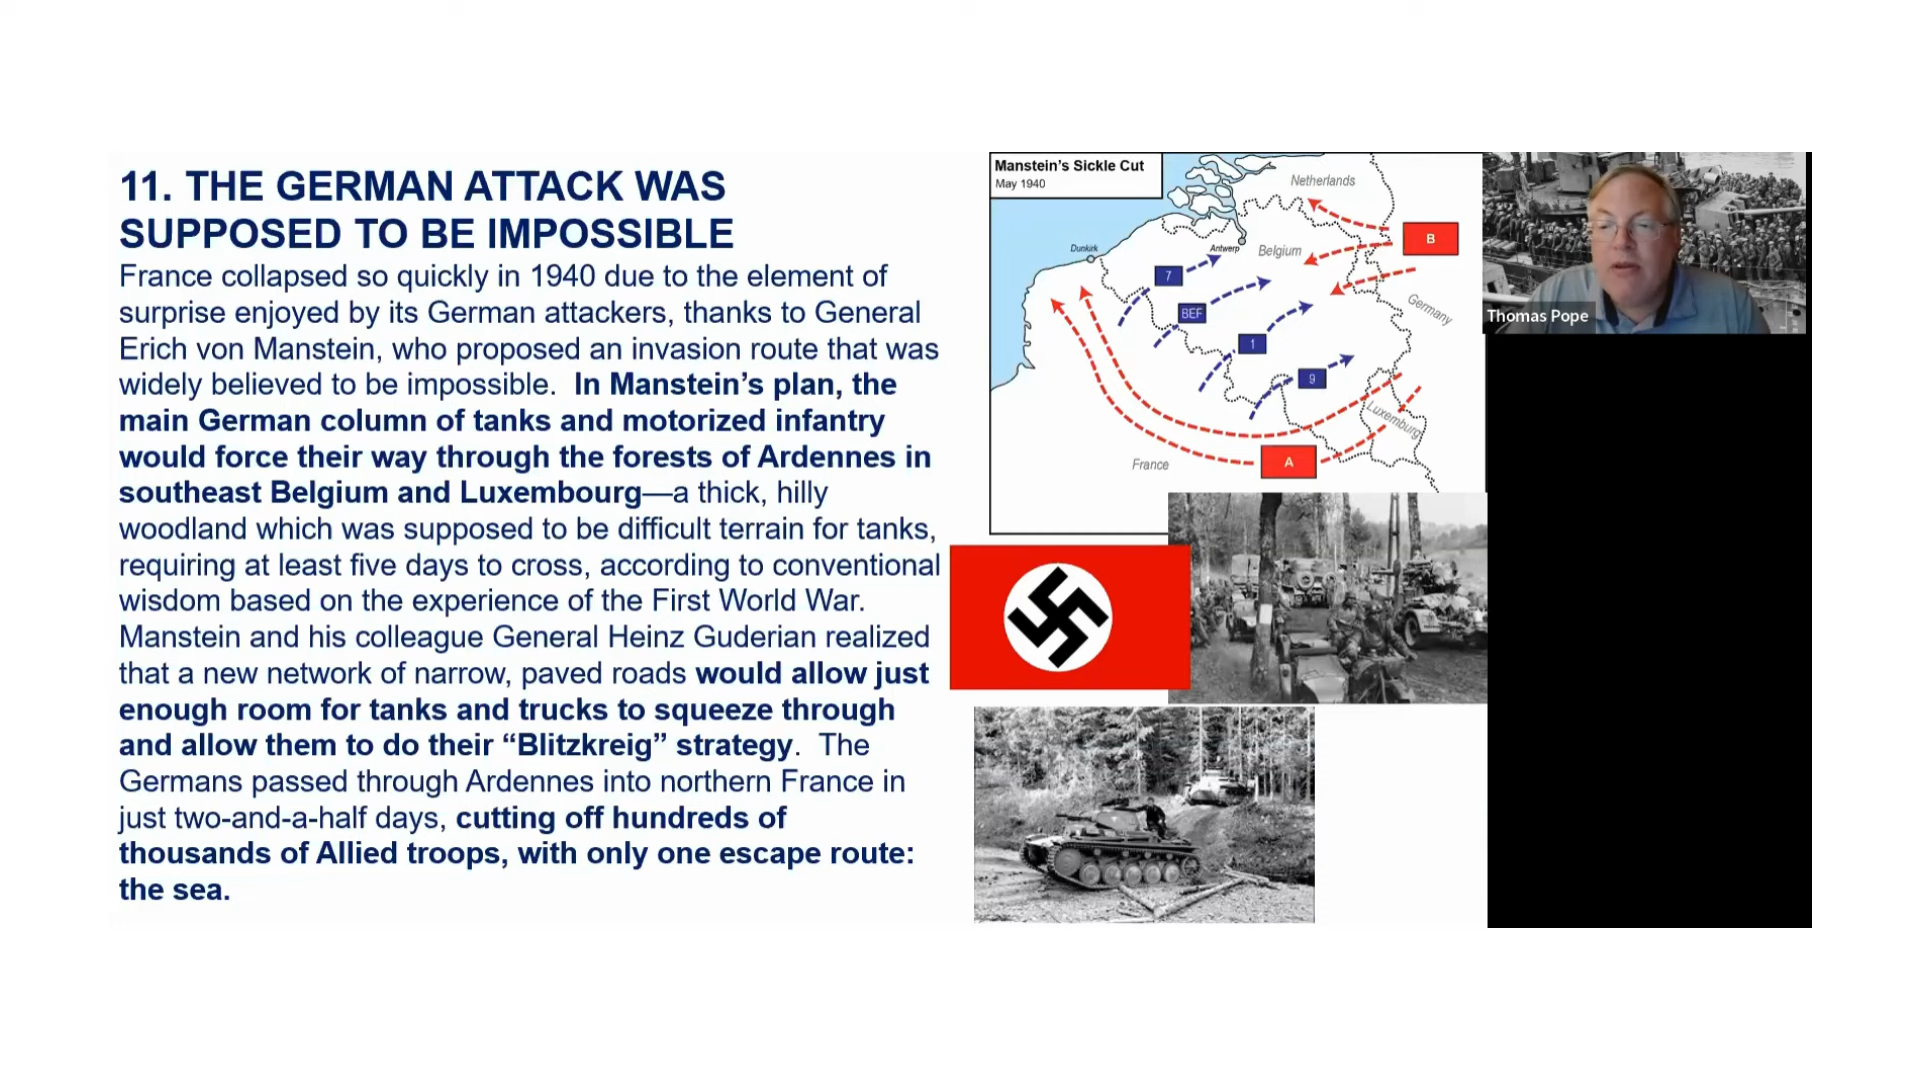 11. THE GERMAN ATTACK WAS
SUPPOSED TO BE IMPOSSIBLE
France collapsed so quickly in 1940 due to the element of
surprise enjoyed by its German attackers, thanks to General
Erich von Manstein, who proposed an invasion route that was
widely believed to be impossible.  In Manstein’s plan, the
main German column of tanks and motorized infantry
would force their way through the forests of Ardennes in
southeast Belgium and Luxembourg—a thick, hilly
woodland which was supposed to be difficult terrain for tanks,
requiring at least five days to cross, according to conventional
wisdom based on the experience of the First World War.
Manstein and his colleague General Heinz Guderian realized
that a new network of narrow, paved roads would allow just
enough room for tanks and trucks to squeeze through
and allow them to do their “Blitzkreig” strategy.  The
Germans passed through Ardennes into northern France in
just two-and-a-half days, cutting off hundreds of
thousands of Allied troops, with only one escape route:
the sea.
Manstein’s Sickle Cut
May 1940
Netherlands
B
Dunkirk
Antwerp
Belgium
7
Germany
BEF
1
9
Luxemburg
France
A
Thomas Pope